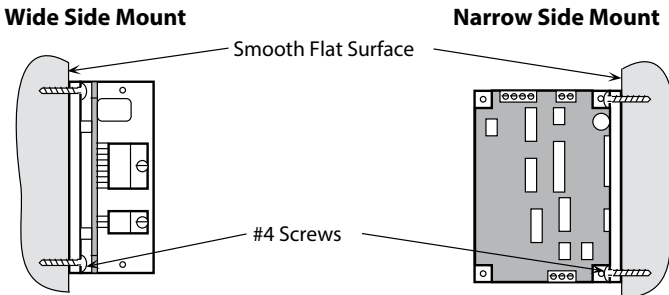 Wide Side Mount
Narrow Side Mount
Smooth Flat Surface
#4 Screws